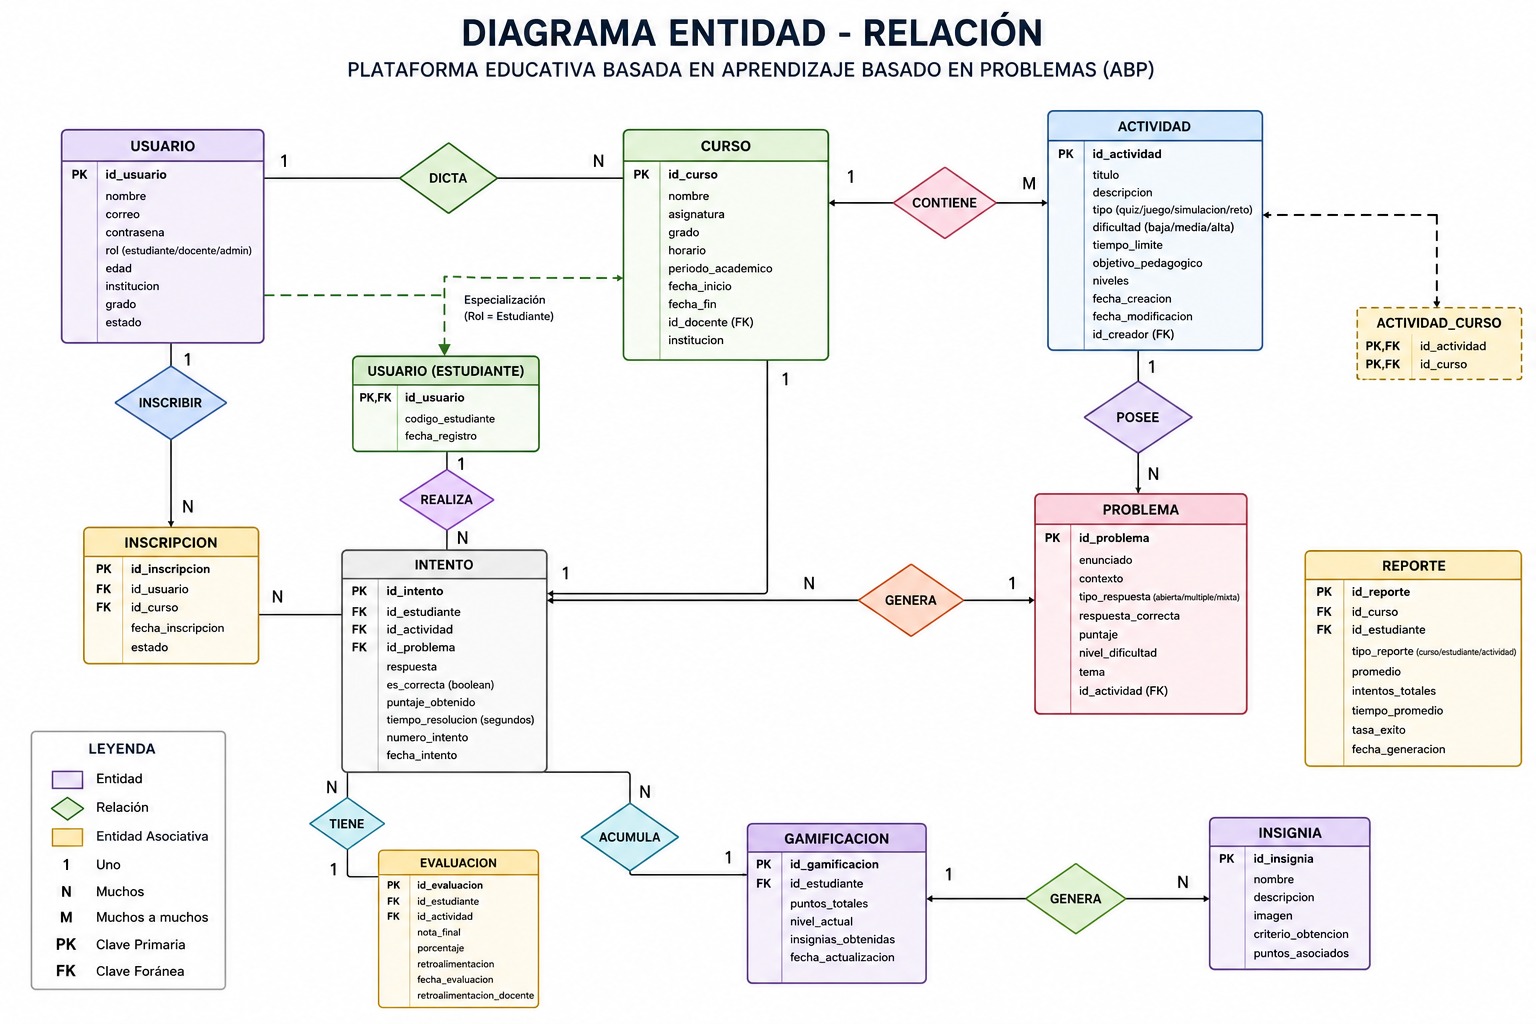 DIAGRAMA ENTIDAD - RELACIÓN
PLATAFORMA EDUCATIVA BASADA EN APRENDIZAJE BASADO EN PROBLEMAS (ABP)
USUARIO
PK id_usuario
nombre
correo
contrasena
rol (estudiante/docente/admin)
edad
institucion
grado
estado
1
DICTA
N
CURSO
PK id_curso
nombre
asignatura
grado
horario
periodo_academico
fecha_inicio
fecha_fin
id_docente (FK)
institucion
1
CONTIENE
M
ACTIVIDAD
PK id_actividad
titulo
descripcion
tipo (quiz/juego/simulacion/reto)
dificultad (baja/media/alta)
tiempo_limite
objetivo_pedagogico
niveles
fecha_creacion
fecha_modificacion
id_creador (FK)
ACTIVIDAD_CURSO
PK,FK id_actividad
PK,FK id_curso
Especialización
(Rol = Estudiante)
USUARIO (ESTUDIANTE)
PK,FK id_usuario
codigo_estudiante
fecha_registro
1
INSCRIBIR
N
1
REALIZA
N
1
1
POSEE
N
INSCRIPCION
PK id_inscripcion
FK id_usuario
FK id_curso
fecha_inscripcion
estado
N
INTENTO
PK id_intento
FK id_estudiante
FK id_actividad
FK id_problema
respuesta
es_correcta (boolean)
puntaje_obtenido
tiempo_resolucion (segundos)
numero_intento
fecha_intento
1
N
GENERA
1
PROBLEMA
PK id_problema
enunciado
contexto
tipo_respuesta (abierta/multiple/mixta)
respuesta_correcta
puntaje
nivel_dificultad
tema
id_actividad (FK)
REPORTE
PK id_reporte
FK id_curso
FK id_estudiante
tipo_reporte (curso/estudiante/actividad)
promedio
intentos_totales
tiempo_promedio
tasa_exito
fecha_generacion
LEYENDA
Entidad
Relación
Entidad Asociativa
1 Uno
N Muchos
M Muchos a muchos
PK Clave Primaria
FK Clave Foránea
N
TIENE
1
EVALUACION
PK id_evaluacion
FK id_estudiante
FK id_actividad
nota_final
porcentaje
retroalimentacion
fecha_evaluacion
retroalimentacion_docente
N
ACUMULA
1
GAMIFICACION
PK id_gamificacion
FK id_estudiante
puntos_totales
nivel_actual
insignias_obtenidas
fecha_actualizacion
1
GENERA
N
INSIGNIA
PK id_insignia
nombre
descripcion
imagen
criterio_obtencion
puntos_asociados